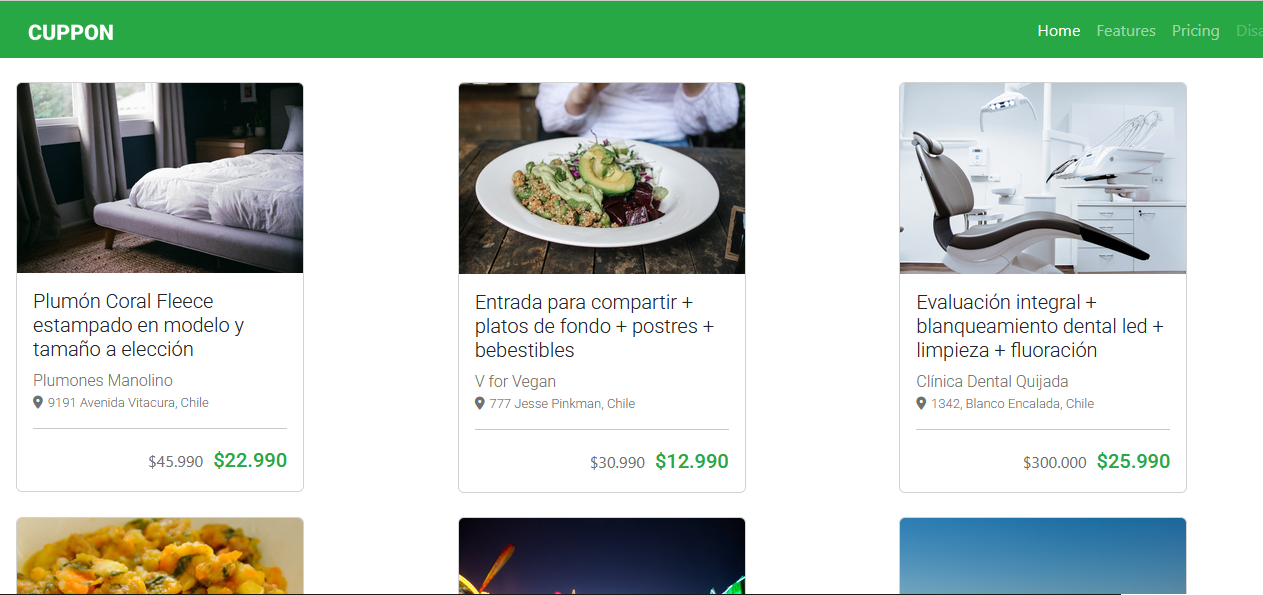 CUPPON
Home Features Pricing
Plumón Coral Fleece
estampado en modelo y
tamaño a elección
Plumones Manolino
9191 Avenida Vitacura, Chile
$45.990 $22.990
Entrada para compartir +
platos de fondo + postres +
bebestibles
V for Vegan
777 Jesse Pinkman, Chile
$30.990 $12.990
Evaluación integral +
blanqueamiento dental led +
limpieza + fluoración
Clínica Dental Quijada
1342, Blanco Encalada, Chile
$300.000 $25.990